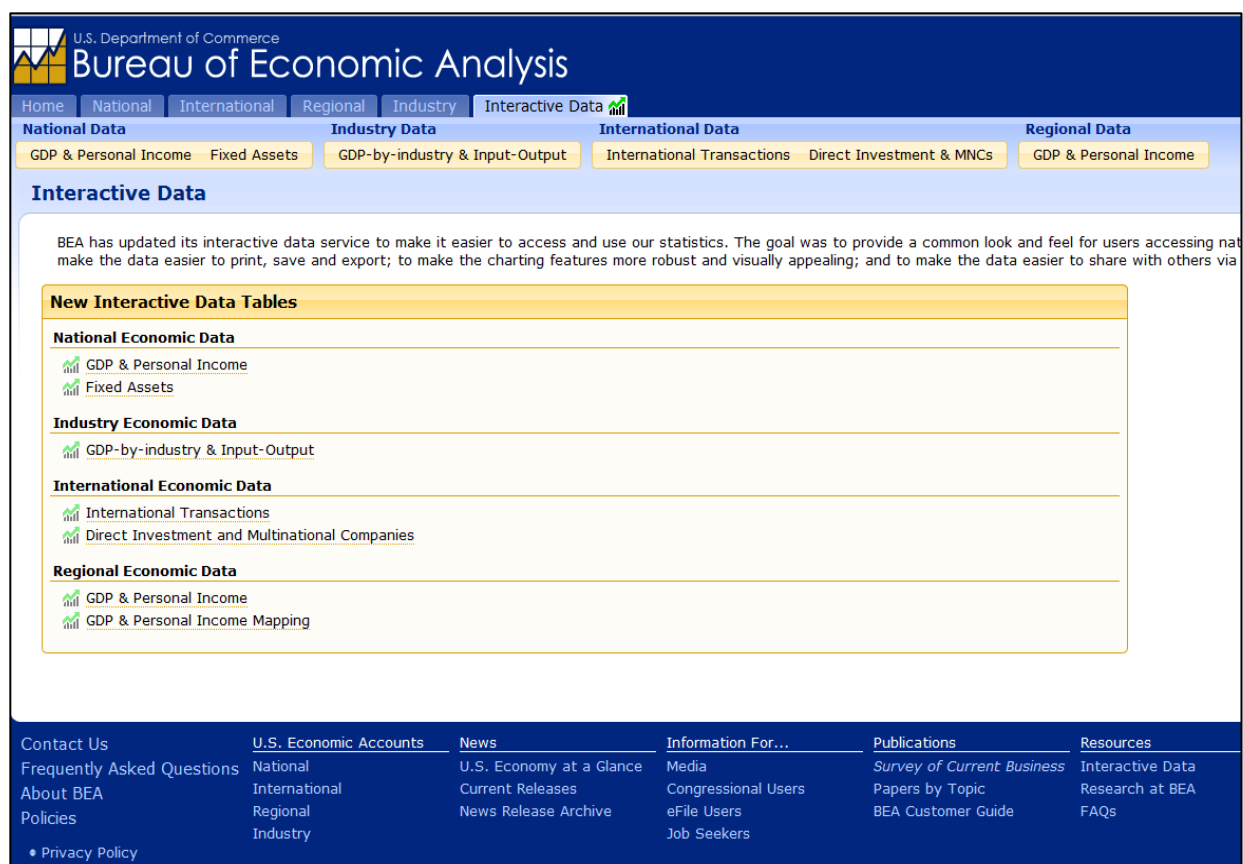 U.S. Department of Commerce
Bureau of Economic Analysis
Home National International Regional Industry Interactive Data
National Data Industry Data International Data Regional Data
GDP & Personal Income Fixed Assets GDP-by-industry & Input-Output International Transactions Direct Investment & MNCs GDP & Personal Income
Interactive Data
BEA has updated its interactive data service to make it easier to access and use our statistics. The goal was to provide a common look and feel for users accessing nat
make the data easier to print, save and export; to make the charting features more robust and visually appealing; and to make the data easier to share with others via
New Interactive Data Tables
National Economic Data
GDP & Personal Income
Fixed Assets
Industry Economic Data
GDP-by-industry & Input-Output
International Economic Data
International Transactions
Direct Investment and Multinational Companies
Regional Economic Data
GDP & Personal Income
GDP & Personal Income Mapping
Contact Us
Frequently Asked Questions
About BEA
Policies
• Privacy Policy
U.S. Economic Accounts
National
International
Regional
Industry
News
U.S. Economy at a Glance
Current Releases
News Release Archive
Information For...
Media
Congressional Users
eFile Users
Job Seekers
Publications
Survey of Current Business
Papers by Topic
BEA Customer Guide
Resources
Interactive Data
Research at BEA
FAQs